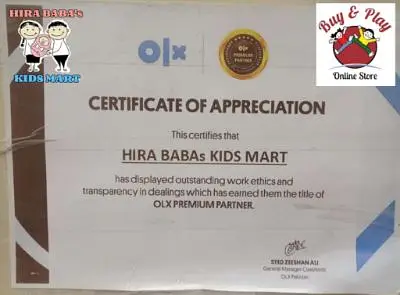 HIRA BABA's
KIDS MART
olx
OLX
PREMIUM
PARTNER
Buy & Play
Online Store
CERTIFICATE OF APPRECIATION
This certifies that
HIRA BABAs KIDS MART
has displayed outstanding work ethics and
transparency in dealings which has earned them the title of
OLX PREMIUM PARTNER.
SYED ZEESHAN ALI
General Manager Classifieds
OLX Pakistan